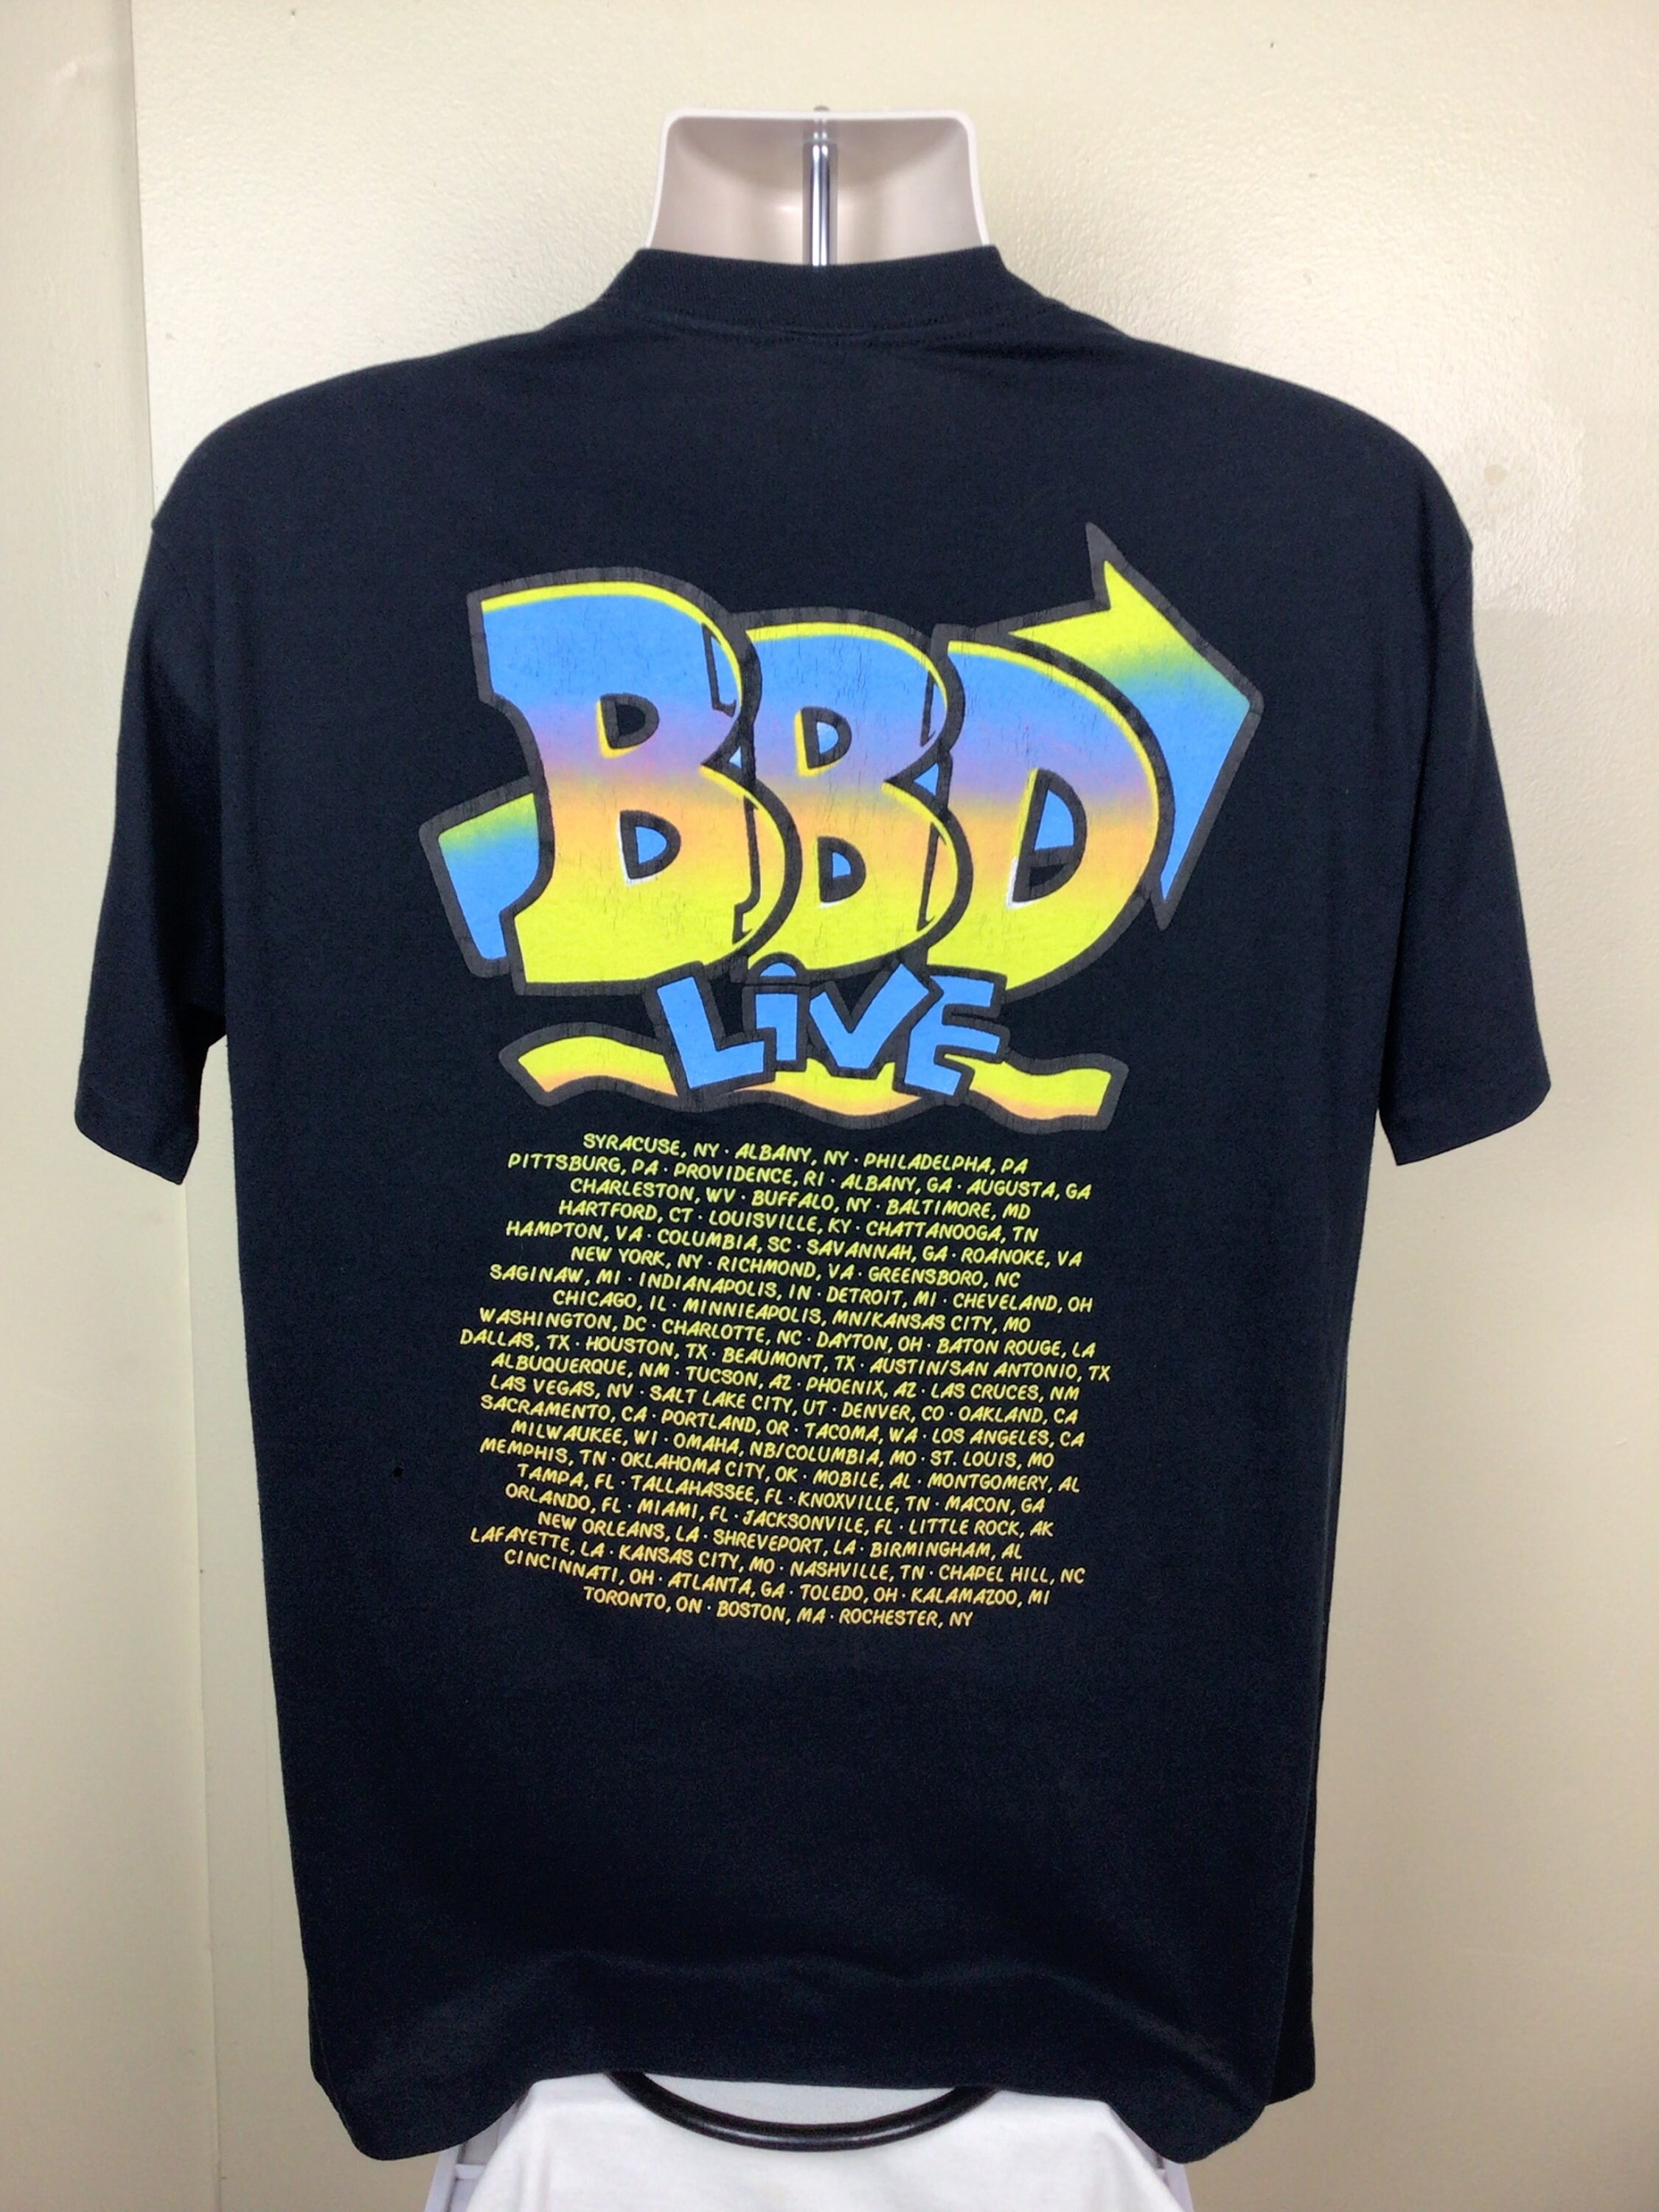 BBD
LiVE
SYRACUSE, NY · ALBANY, NY · PHILADELPHA, PA
PITTSBURG, PA · PROVIDENCE, RI · ALBANY, GA · AUGUSTA, GA
CHARLESTON, WV · BUFFALO, NY · BALTIMORE, MD
HARTFORD, CT · LOUISVILLE, KY · CHATTANOOGA, TN
HAMPTON, VA · COLUMBIA, SC · SAVANNAH, GA · ROANOKE, VA
NEW YORK, NY · RICHMOND, VA · GREENSBORO, NC
SAGINAW, MI · INDIANAPOLIS, IN · DETROIT, MI · CHEVELAND, OH
CHICAGO, IL · MINNIEAPOLIS, MN/KANSAS CITY, MO
WASHINGTON, DC · CHARLOTTE, NC · DAYTON, OH · BATON ROUGE, LA
DALLAS, TX · HOUSTON, TX · BEAUMONT, TX · AUSTIN/SAN ANTONIO, TX
ALBUQUERQUE, NM · TUCSON, AZ · PHOENIX, AZ · LAS CRUCES, NM
LAS VEGAS, NV · SALT LAKE CITY, UT · DENVER, CO · OAKLAND, CA
SACRAMENTO, CA · PORTLAND, OR · TACOMA, WA · LOS ANGELES, CA
MILWAUKEE, WI · OMAHA, NB/COLUMBIA, MO · ST. LOUIS, MO
MEMPHIS, TN · OKLAHOMA CITY, OK · MOBILE, AL · MONTGOMERY, AL
TAMPA, FL · TALLAHASSEE, FL · KNOXVILLE, TN · MACON, GA
ORLANDO, FL · MIAMI, FL · JACKSONVILE, FL · LITTLE ROCK, AK
NEW ORLEANS, LA · SHREVEPORT, LA · BIRMINGHAM, AL
LAFAYETTE, LA · KANSAS CITY, MO · NASHVILLE, TN · CHAPEL HILL, NC
CINCINNATI, OH · ATLANTA, GA · TOLEDO, OH · KALAMAZOO, MI
TORONTO, ON · BOSTON, MA · ROCHESTER, NY